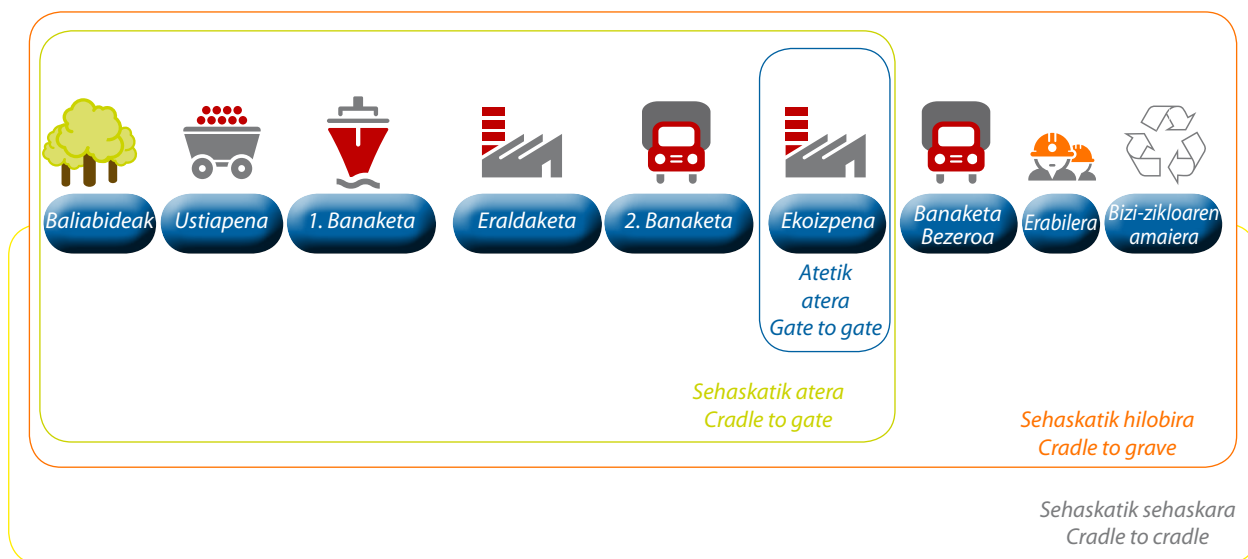 Baliabideak
Ustiapena
1. Banaketa
Eraldaketa
2. Banaketa
Ekoizpena
Banaketa
Bezeroa
Erabilera
Bizi-zikloaren
amaiera
Atetik
atera
Gate to gate
Sehaskatik atera
Cradle to gate
Sehaskatik hilobira
Cradle to grave
Sehaskatik sehaskara
Cradle to cradle